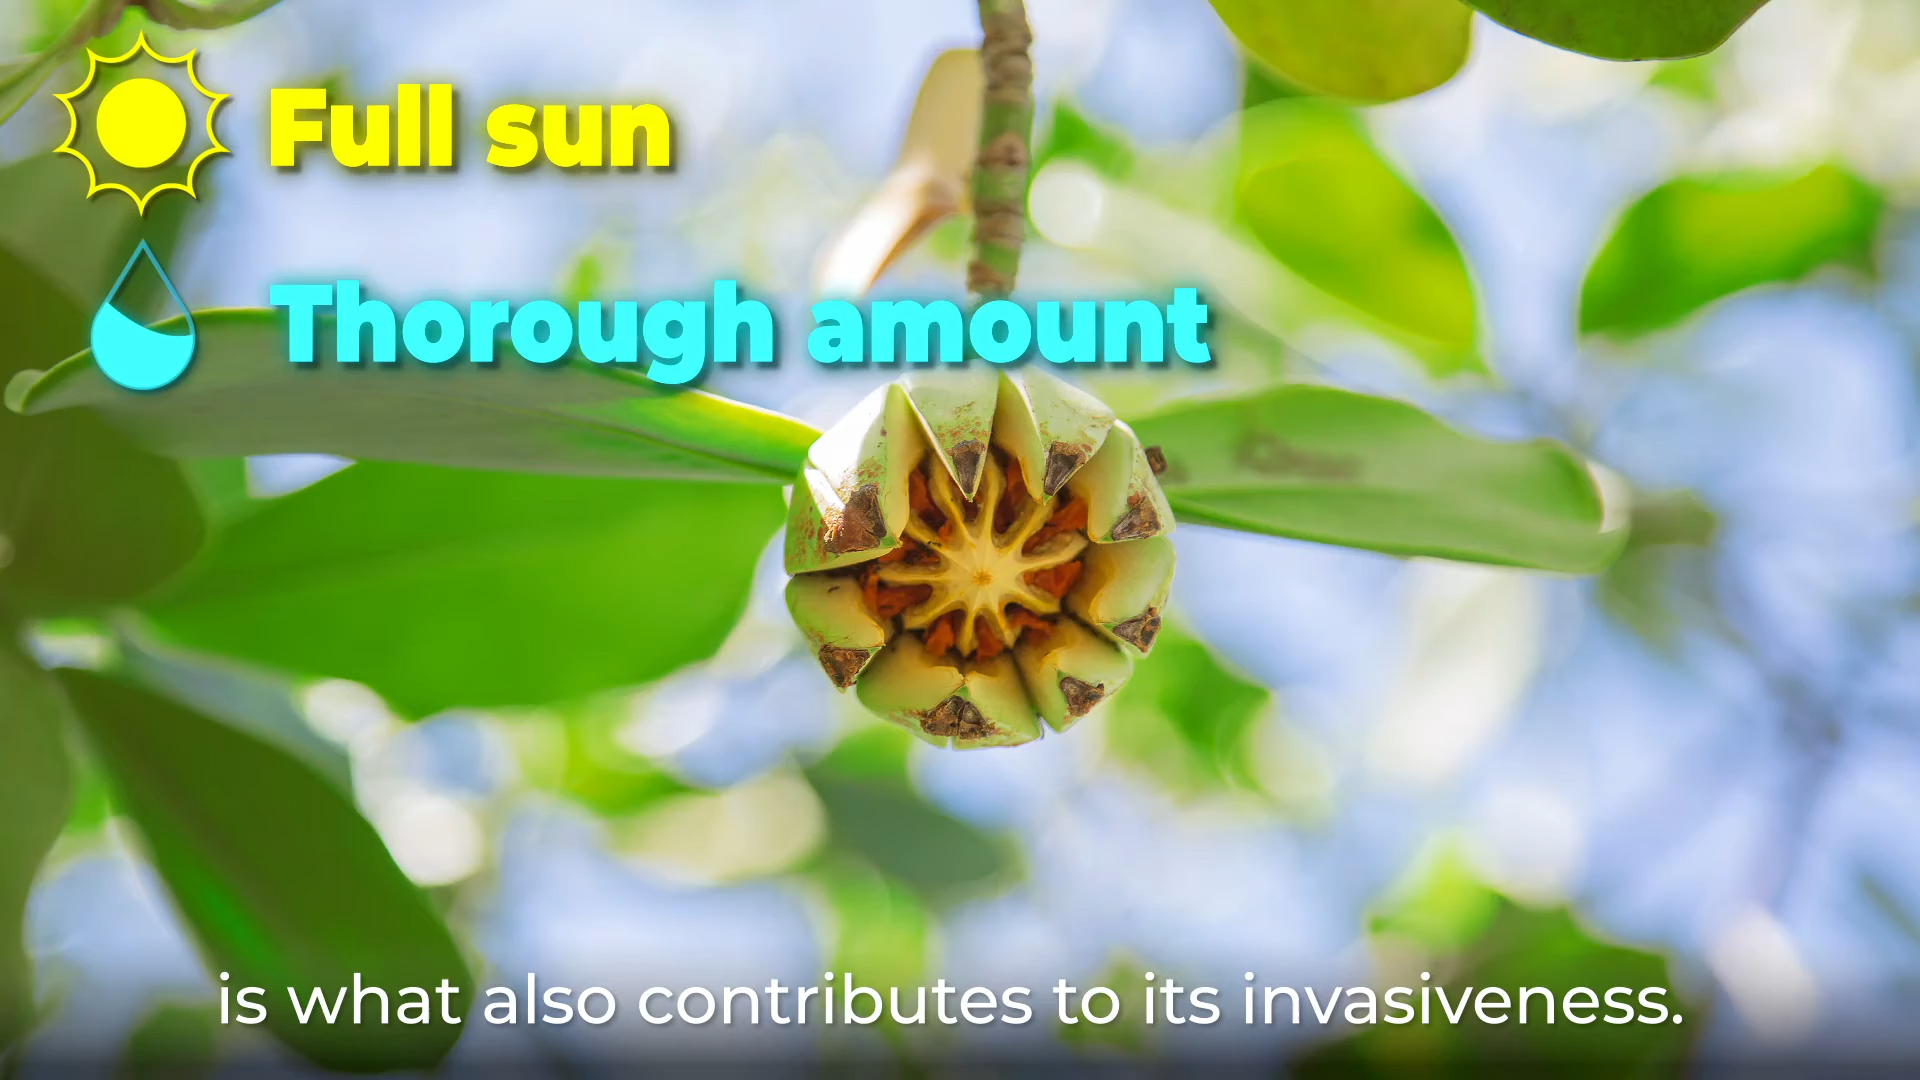 Full sun
Thorough amount
is what also contributes to its invasiveness.